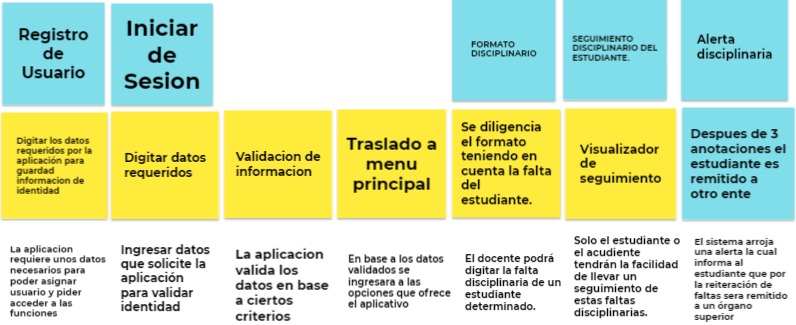 Registro
de
Usuario
Iniciar
de
Sesion
FORMATO
DISCIPLINARIO
SEGUIMIENTO
DISCIPLINARIO DEL
ESTUDIANTE.
Alerta
disciplinaria
Digitar los datos
requeridos por la
aplicación para
guardad
informacion de
identidad
Digitar datos
requeridos
Validacion de
informacion
Traslado a
menu
principal
Se diligencia
el formato
teniendo en
cuenta la falta
del
estudiante.
Visualizador
de
seguimiento
Despues de 3
anotaciones el
estudiante es
remitido a
otro ente
La aplicacion
requiere unos datos
necesarios para
poder asignar
usuario y pider
acceder a las
funciones
Ingresar datos
que solicite la
aplicación
para validar
identidad
La aplicacion
valida los
datos en base
a ciertos
criterios
En base a los datos
validados se
ingresara a las
opciones que ofrece
el aplicativo
El docente podrá
digitar la falta
disciplinaria de un
estudiante
determinado.
Solo el estudiante o
el acudiente
tendrán la facilidad
de llevar un
seguimiento de
estas faltas
disciplinarias.
El sistema arroja
una alerta la cual
informa al
estudiante que por
la reiteración de
faltas sera remitido
a un órgano
superior